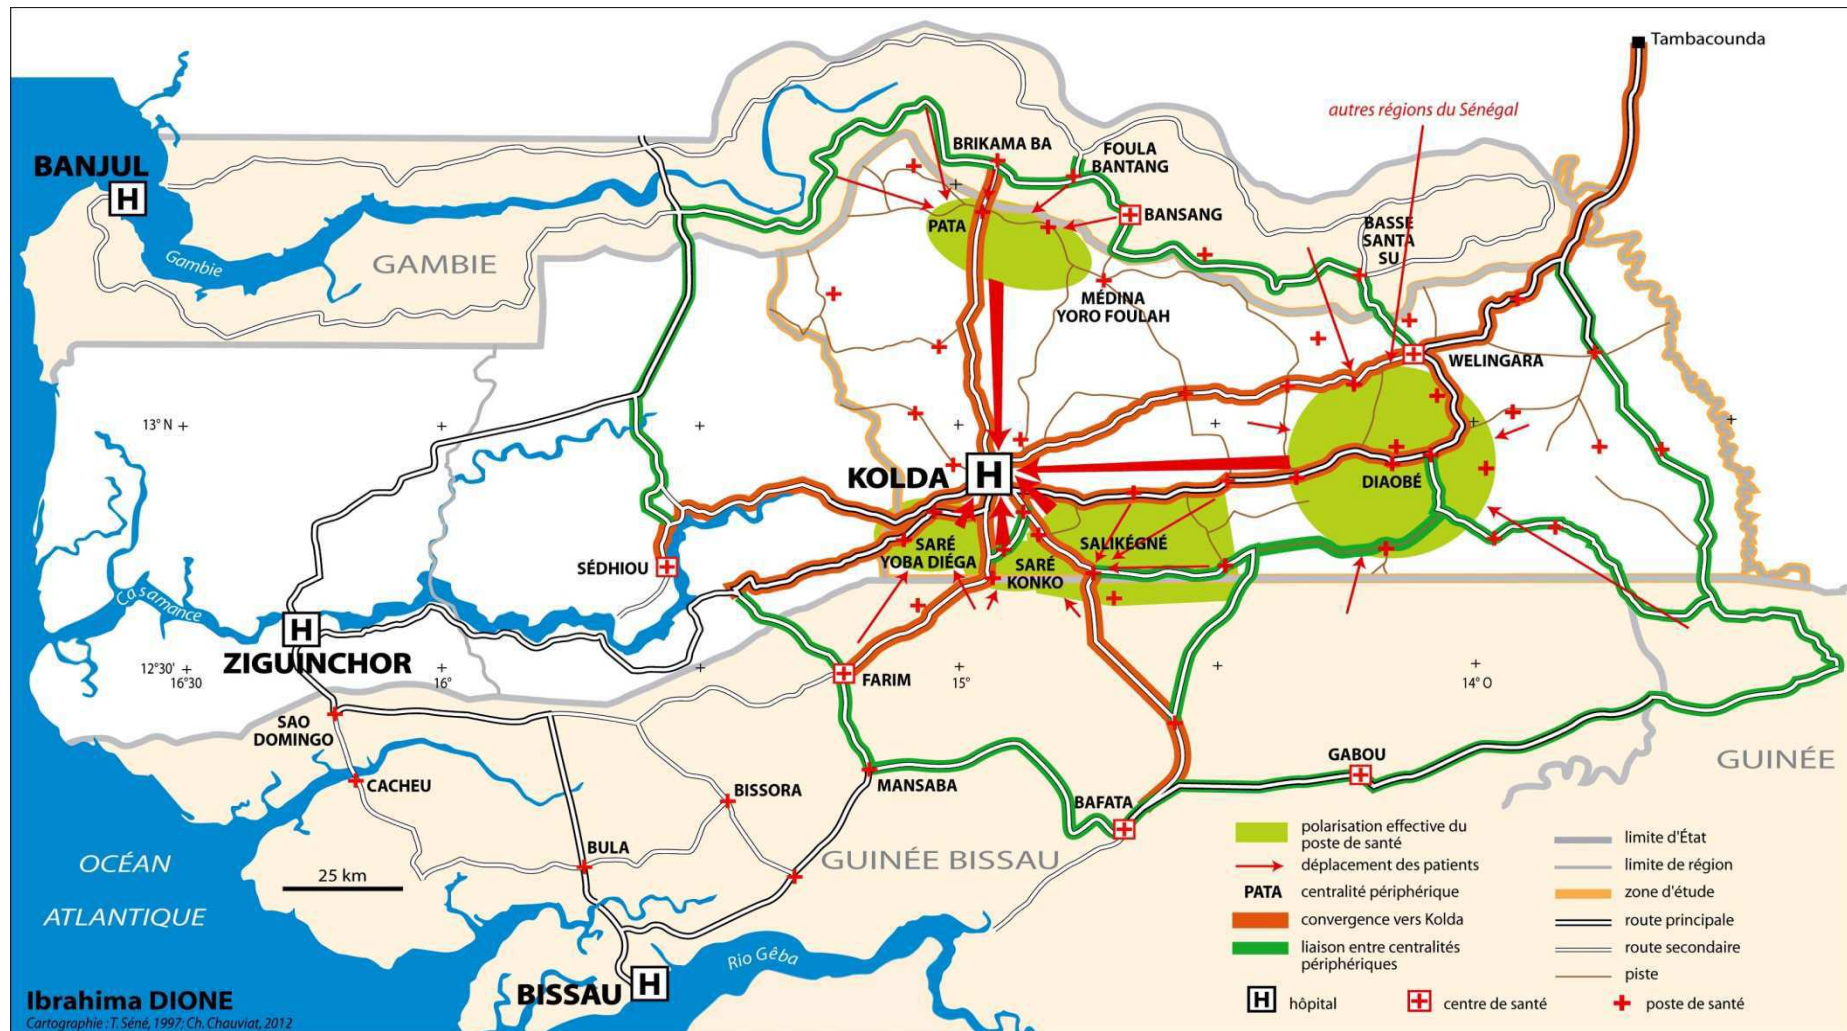 Tambacounda
autres régions du Sénégal
BRIKAMA BA
FOULA
BANTANG
BANJUL
H
BANSANG
PATA
BASSE
SANTA
SU
Gambie
GAMBIE
MÉDINA
YORO FOULAH
WELINGARA
13° N
KOLDA
H
DIAOBÉ
SARÉ
YOBA DIÉGA
SALIKÉGNÉ
SARÉ
KONKO
SÉDHIOU
Casamance
H
ZIGUINCHOR
12°30'
16°30
16°
15°
14° O
FARIM
SAO
DOMINGO
CACHEU
BISSORA
MANSABA
GABOU
GUINÉE
BAFATA
BULA
GUINÉE BISSAU
OCÉAN
ATLANTIQUE
25 km
Rio Gêba
BISSAU
H
polarisation effective du
poste de santé
déplacement des patients
PATA centralité périphérique
convergence vers Kolda
liaison entre centralités
périphériques
limite d'État
limite de région
zone d'étude
route principale
route secondaire
piste
H hôpital
centre de santé
poste de santé
Ibrahima DIONE
Cartographie : T. Séné, 1997; Ch. Chauviat, 2012